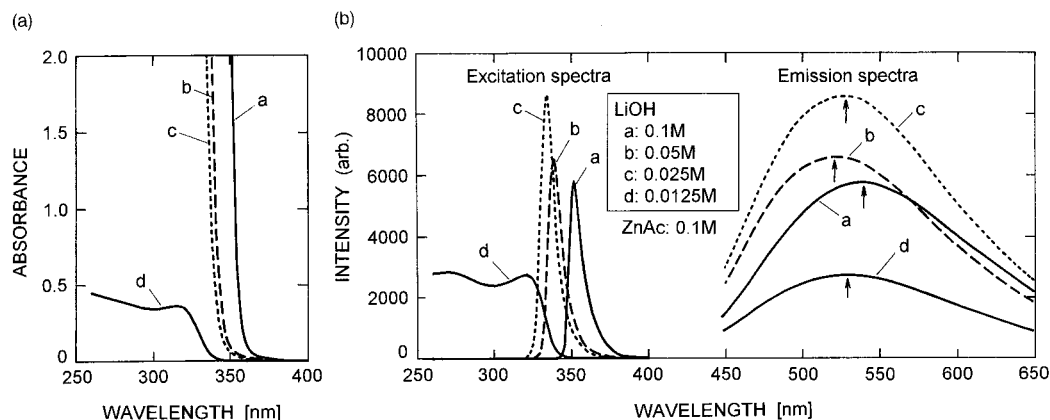 (a)
2.0
1.5
1.0
0.5
0
250
300
350
400
ABSORBANCE
WAVELENGTH [nm]
b
a
c
d
(b)
10000
8000
6000
4000
2000
0
250
300
350
400
450
500
550
600
650
INTENSITY (arb.)
WAVELENGTH [nm]
Excitation spectra
Emission spectra
c
b
a
d
LiOH
a: 0.1M
b: 0.05M
c: 0.025M
d: 0.0125M
ZnAc: 0.1M
c
b
a
d